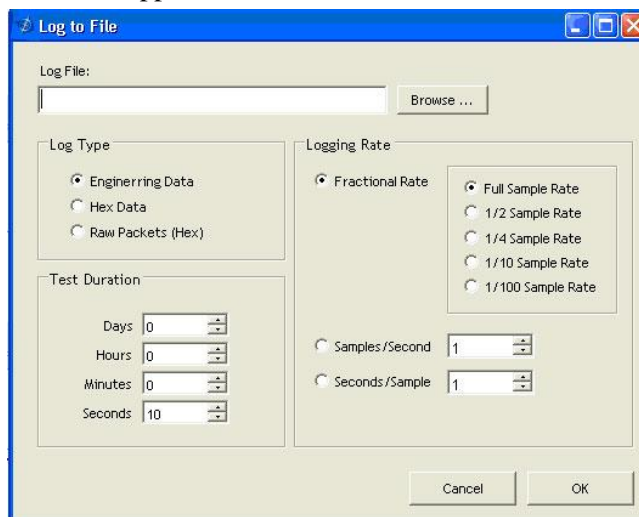 Log to File
Log File:
Browse ...
Log Type
Enginerring Data
Hex Data
Raw Packets (Hex)
Test Duration
Days 0
Hours 0
Minutes 0
Seconds 10
Logging Rate
Fractional Rate
Full Sample Rate
1/2 Sample Rate
1/4 Sample Rate
1/10 Sample Rate
1/100 Sample Rate
Samples/Second 1
Seconds/Sample 1
Cancel
OK